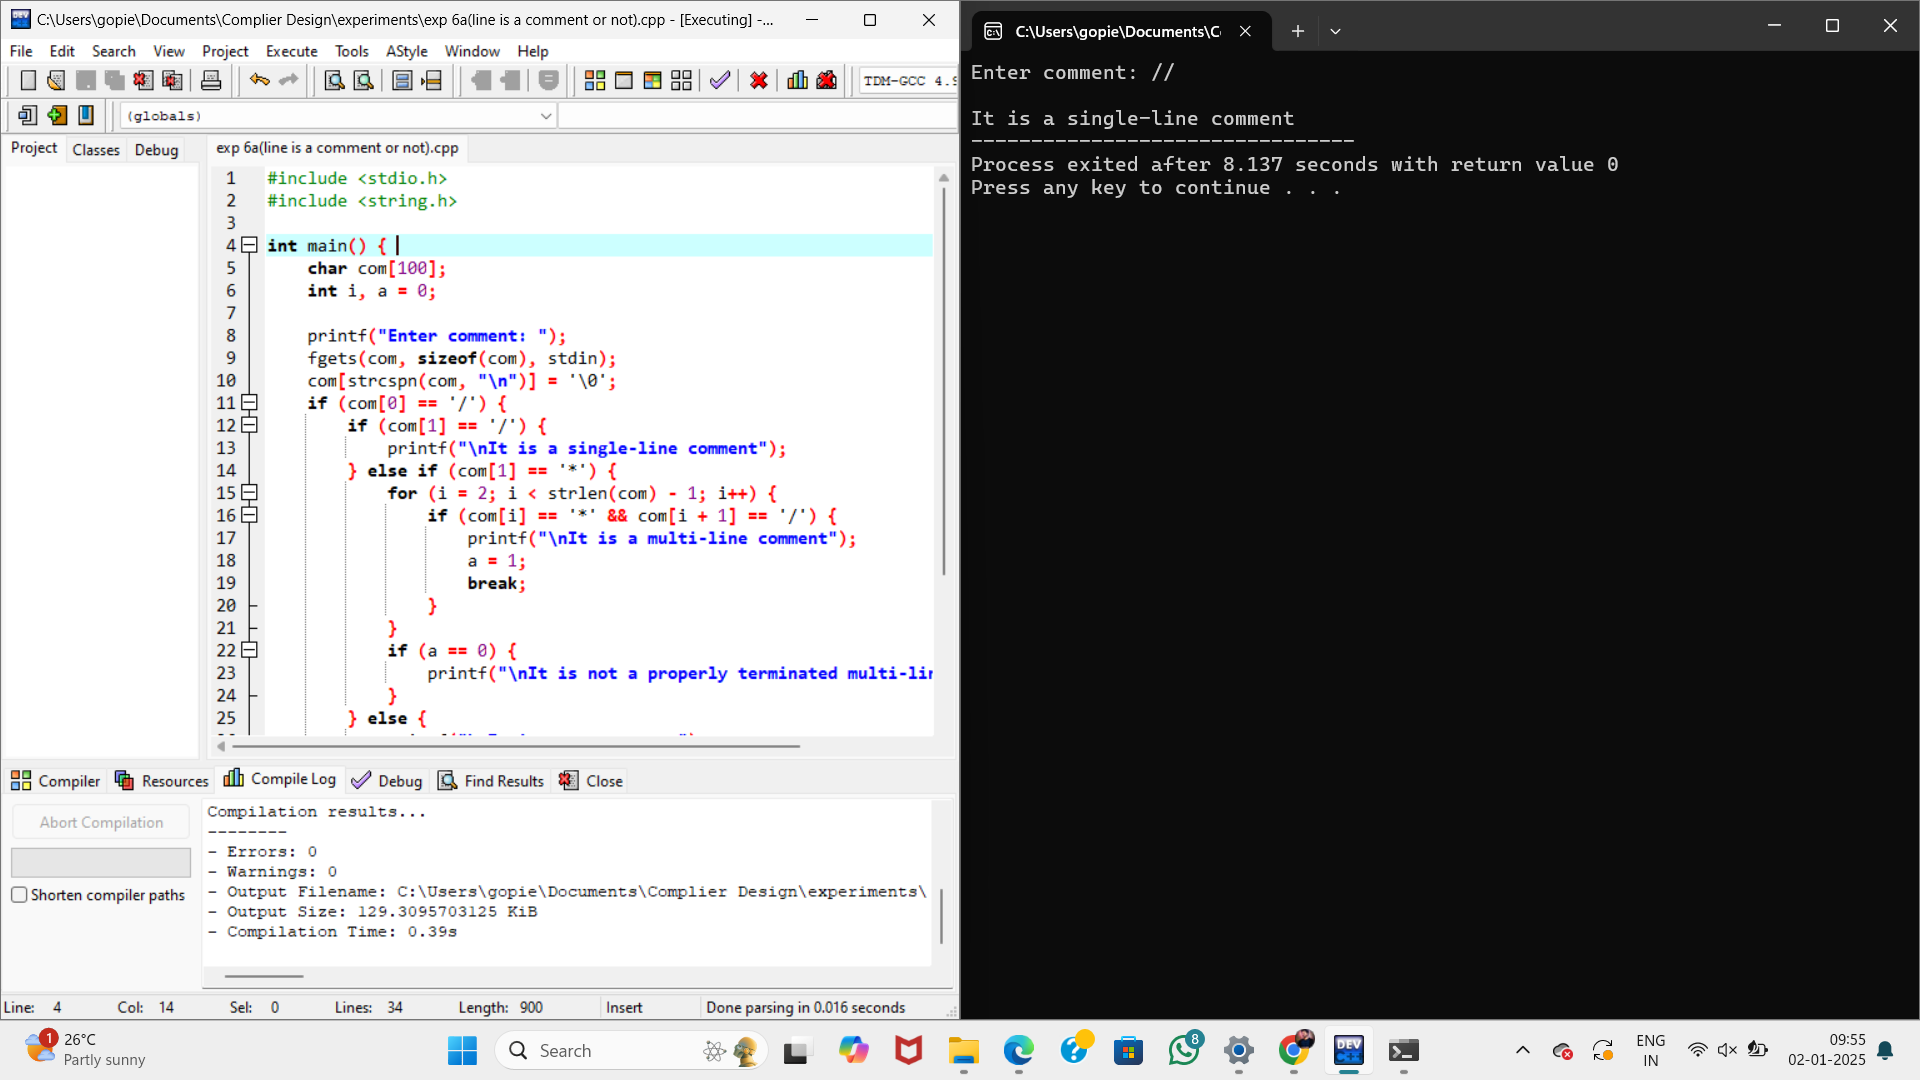 C:\Users\gopie\Documents\Complier Design\experiments\exp 6a(line is a comment or not).cpp - [Executing] -...
File Edit Search View Project Execute Tools AStyle Window Help
TDM-GCC 4.9
(globals)
Project Classes Debug
exp 6a(line is a comment or not).cpp
1 #include <stdio.h>
2 #include <string.h>
3
4 int main() {
5 char com[100];
6 int i, a = 0;
7
8 printf("Enter comment: ");
9 fgets(com, sizeof(com), stdin);
10 com[strcspn(com, "\n")] = '\0';
11 if (com[0] == '/') {
12 if (com[1] == '/') {
13 printf("\nIt is a single-line comment");
14 } else if (com[1] == '*') {
15 for (i = 2; i < strlen(com) - 1; i++) {
16 if (com[i] == '*' && com[i + 1] == '/') {
17 printf("\nIt is a multi-line comment");
18 a = 1;
19 break;
20 }
21 }
22 if (a == 0) {
23 printf("\nIt is not a properly terminated multi-lin
24 }
25 } else {
Compiler Resources Compile Log Debug Find Results Close
Abort Compilation
Shorten compiler paths
Compilation results...
--------
- Errors: 0
- Warnings: 0
- Output Filename: C:\Users\gopie\Documents\Complier Design\experiments\
- Output Size: 129.3095703125 KiB
- Compilation Time: 0.39s
Line: 4 Col: 14 Sel: 0 Lines: 34 Length: 900 Insert Done parsing in 0.016 seconds
C:\Users\gopie\Documents\C
Enter comment: //
It is a single-line comment
--------------------------------
Process exited after 8.137 seconds with return value 0
Press any key to continue . . .
1
26°C
Partly sunny
Search
8
DEV
C++
ENG
IN
09:55
02-01-2025